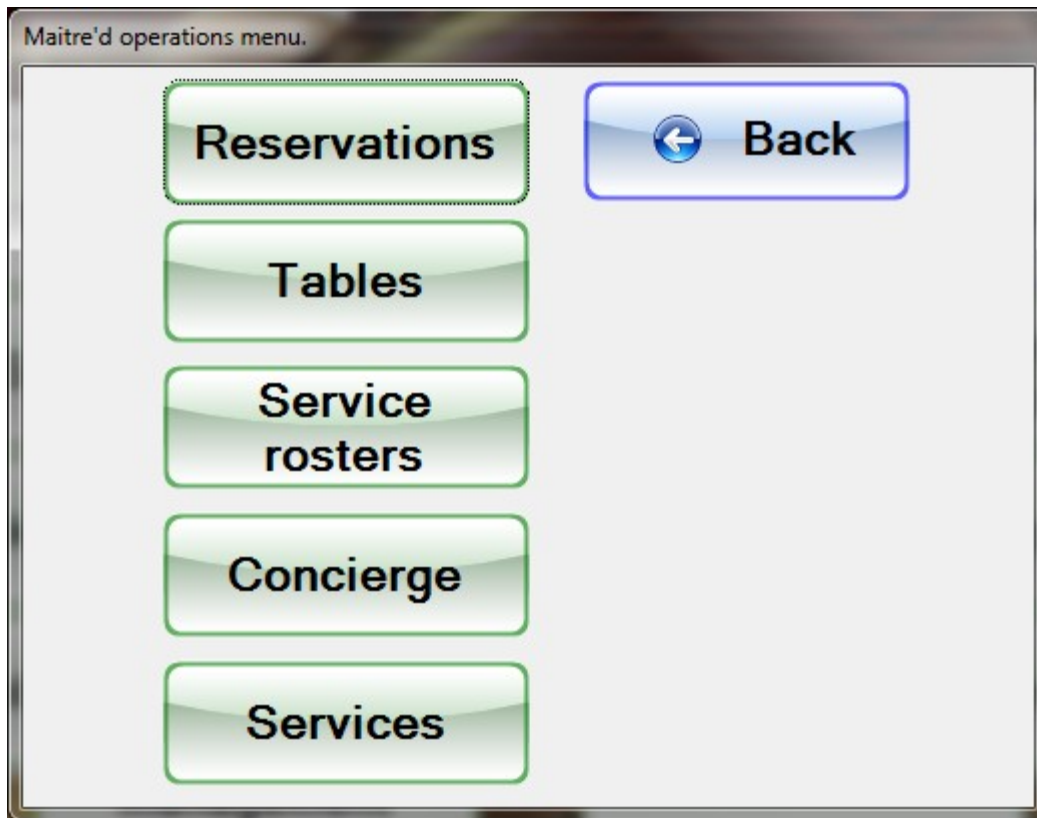 Maitre'd operations menu.
Reservations
Back
Tables
Service
rosters
Concierge
Services